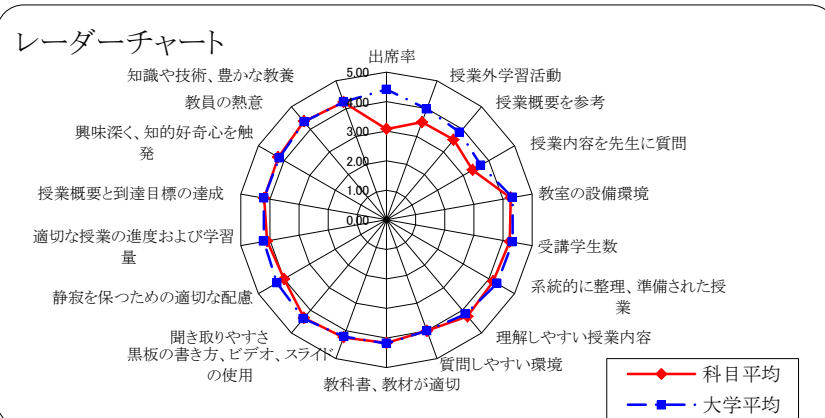 レーダーチャート
出席率
授業外学習活動
授業概要を参考
授業内容を先生に質問
教室の設備環境
受講学生数
系統的に整理、準備された授
業
理解しやすい授業内容
質問しやすい環境
教科書、教材が適切
黒板の書き方、ビデオ、スライド
の使用
聞き取りやすさ
静寂を保つための適切な配慮
適切な授業の進度および学習
量
授業概要と到達目標の達成
興味深く、知的好奇心を触
発
教員の熱意
知識や技術、豊かな教養
5.00
4.00
3.00
2.00
1.00
0.00
科目平均
大学平均